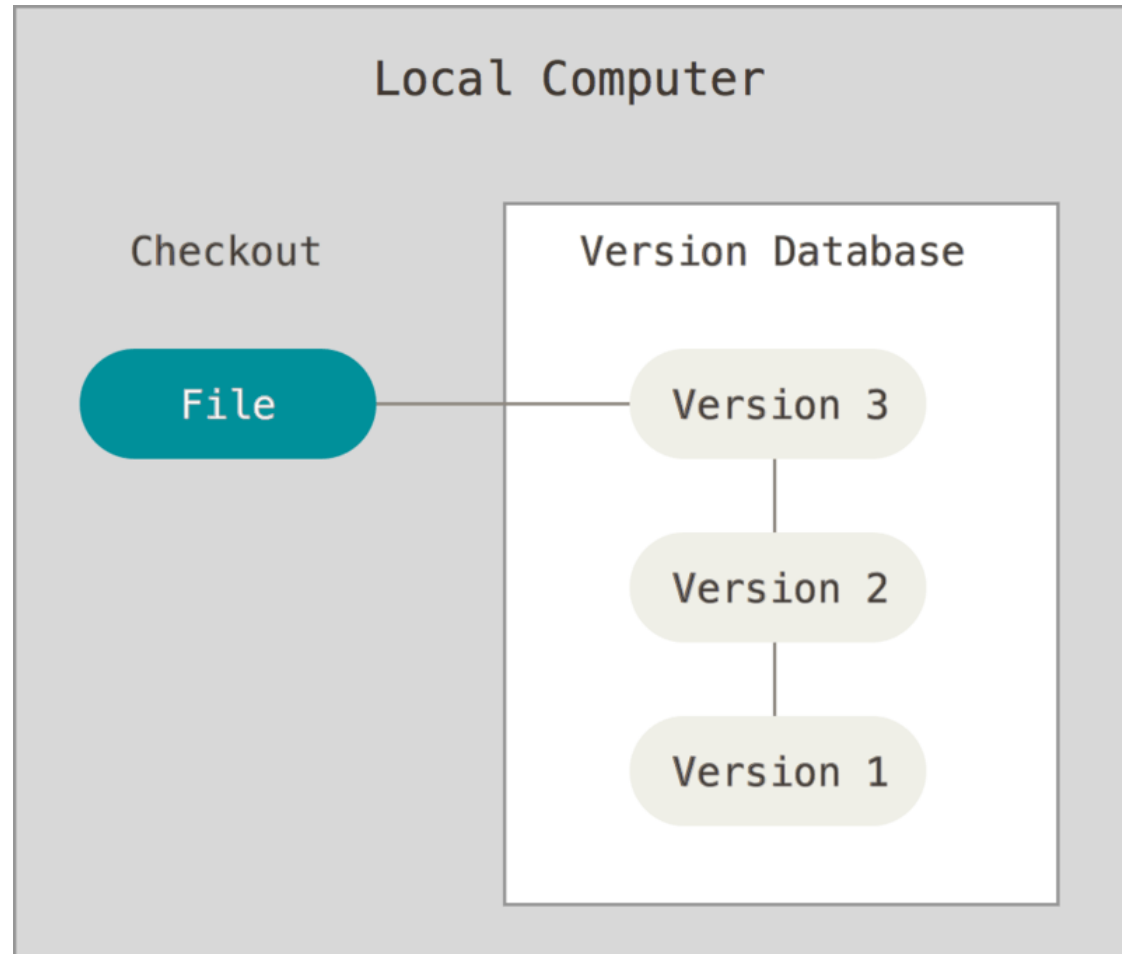 Local Computer
Checkout
Version Database
File
Version 3
Version 2
Version 1